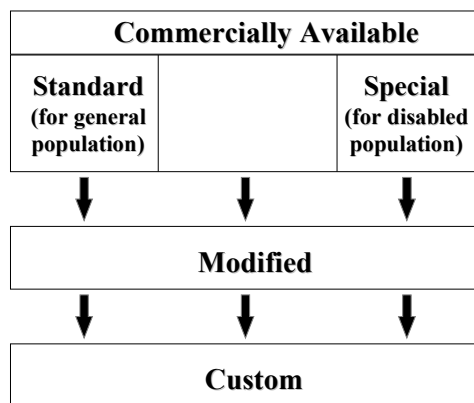 Commercially Available
Standard
(for general
population)
Special
(for disabled
population)
Modified
Custom